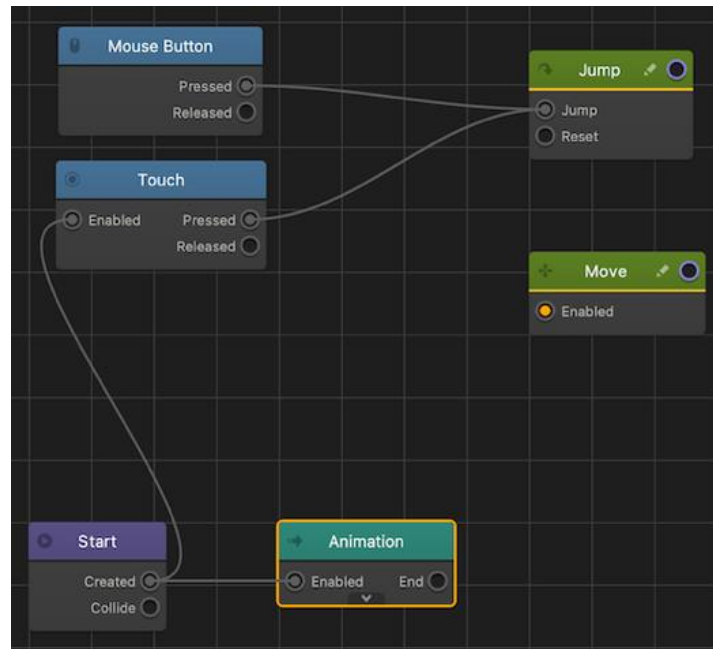 Mouse Button
Pressed
Released
Jump
Jump
Reset
Touch
Enabled Pressed
Released
Move
Enabled
Start
Created
Collide
Animation
Enabled End